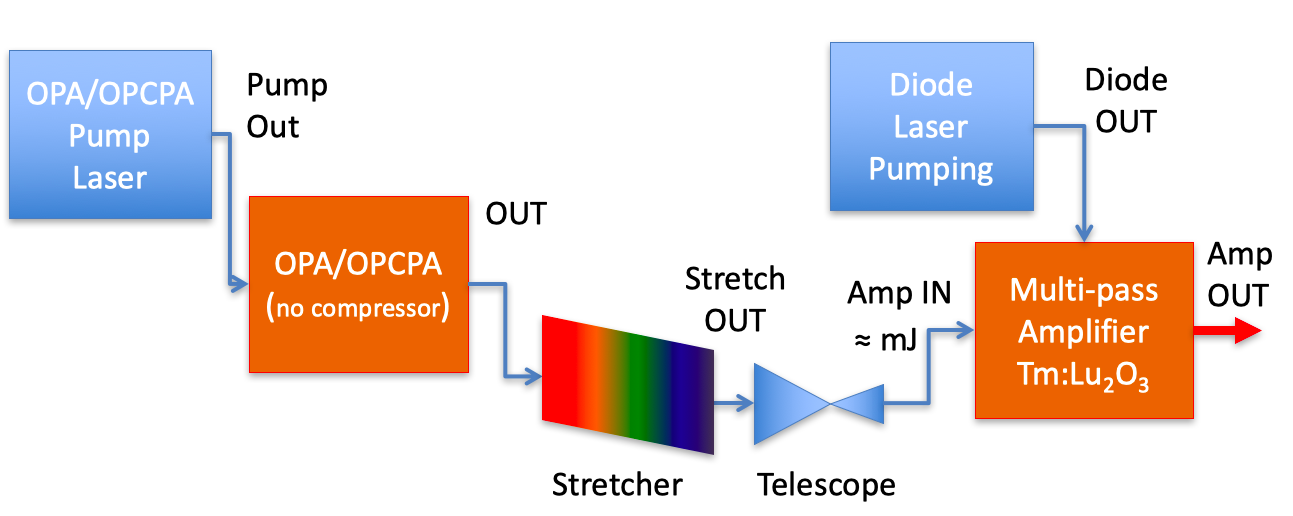 OPA/OPCPA
Pump
Laser
Pump
Out
OPA/OPCPA
(no compressor)
OUT
Stretcher
Stretch
OUT
Telescope
Amp IN
≈ mJ
Diode
Laser
Pumping
Diode
OUT
Multi-pass
Amplifier
Tm:Lu₂O₃
Amp
OUT